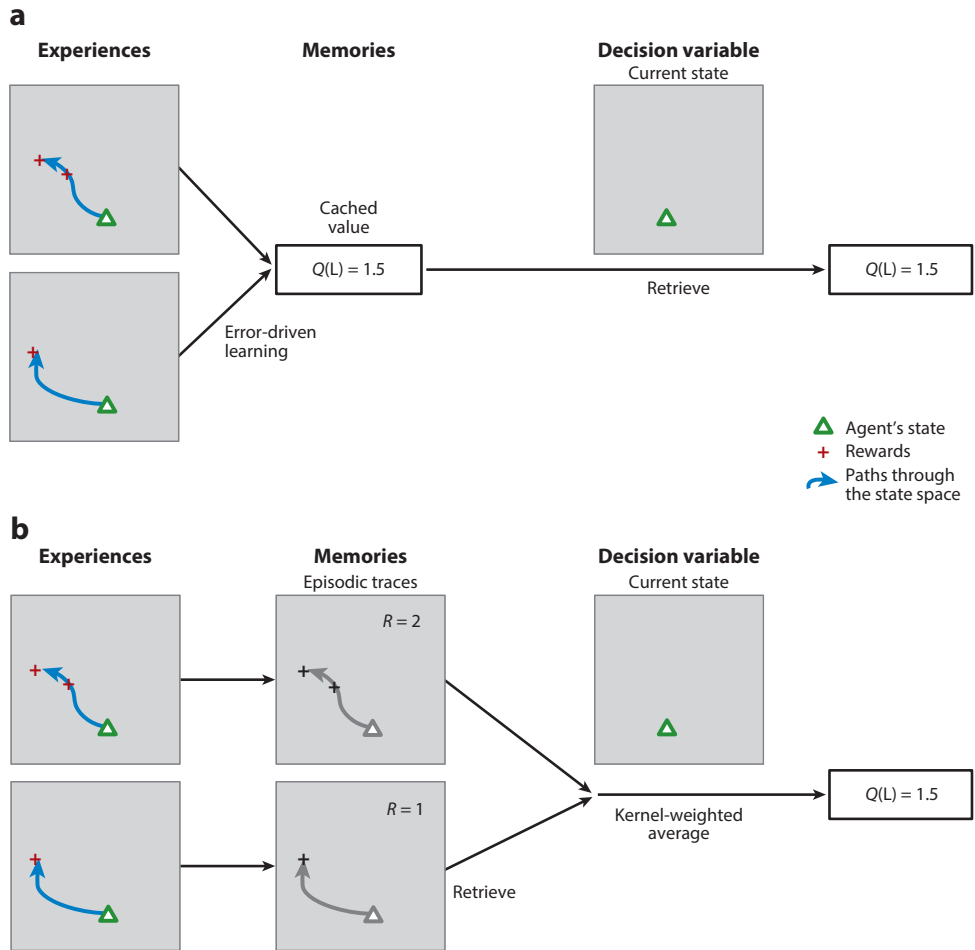 a
Experiences
Memories
Decision variable
Current state
Cached
value
Q(L) = 1.5
Q(L) = 1.5
Retrieve
Error-driven
learning
Agent's state
+ Rewards
Paths through
the state space
b
Experiences
Memories
Decision variable
Episodic traces
Current state
R = 2
R = 1
Q(L) = 1.5
Kernel-weighted
average
Retrieve